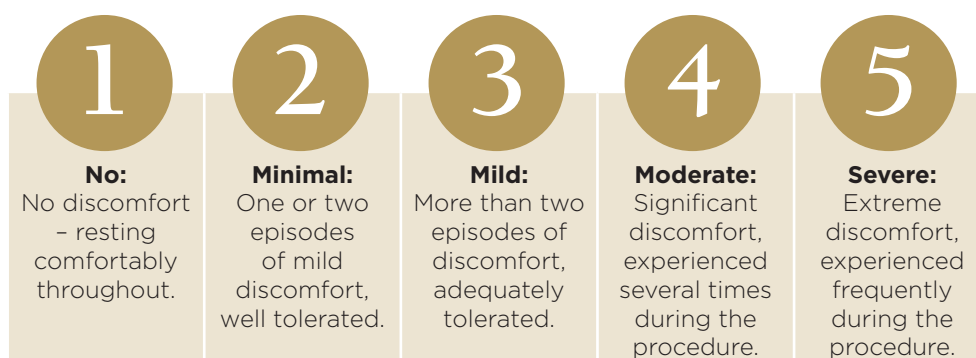 1
No:
No discomfort
– resting
comfortably
throughout.
2
Minimal:
One or two
episodes
of mild
discomfort,
well tolerated.
3
Mild:
More than two
episodes of
discomfort,
adequately
tolerated.
4
Moderate:
Significant
discomfort,
experienced
several times
during the
procedure.
5
Severe:
Extreme
discomfort,
experienced
frequently
during the
procedure.